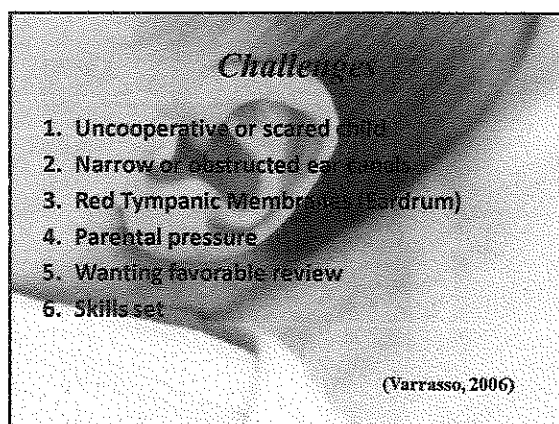 Challenges
1. Uncooperative or scared child
2. Narrow or obstructed ear canals
3. Red Tympanic Membranes (Eardrum)
4. Parental pressure
5. Wanting favorable review
6. Skills set
(Varrasso, 2006)